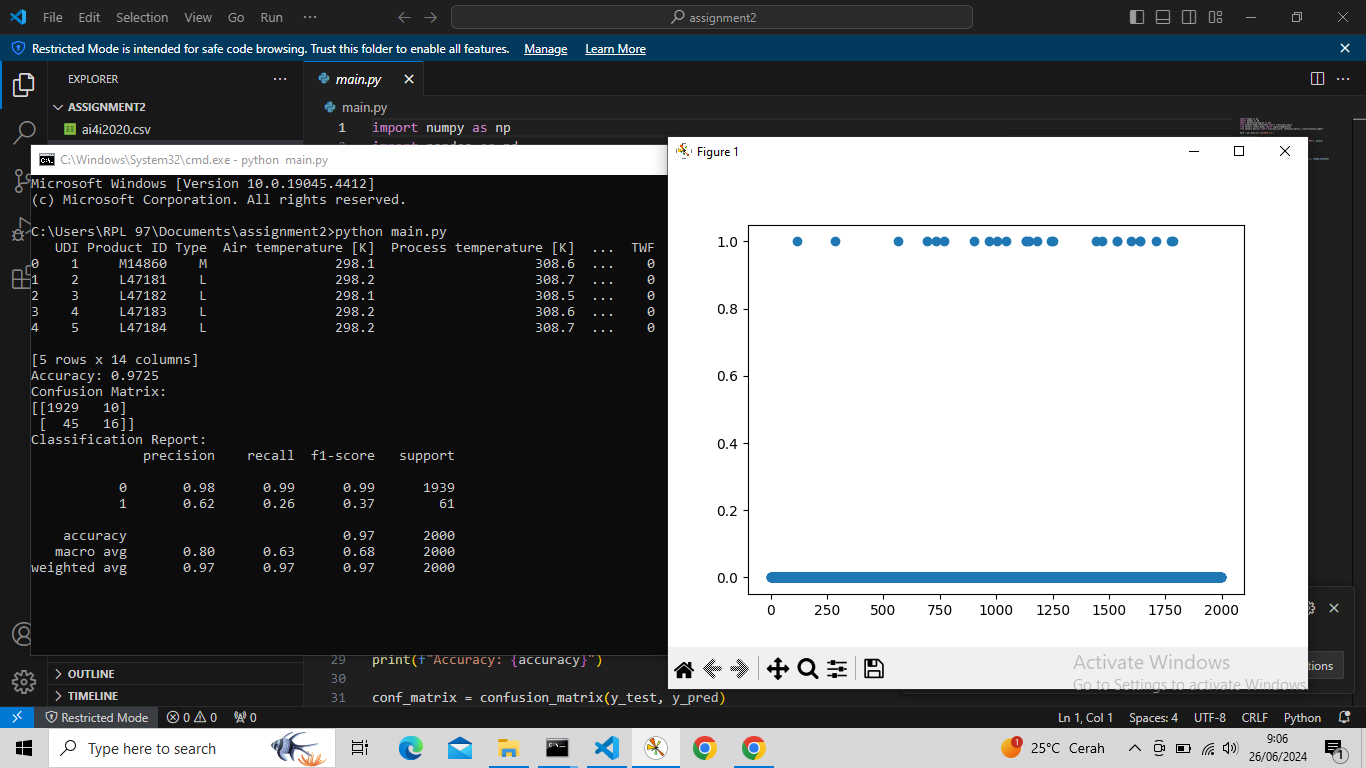 File Edit Selection View Go Run ··· assignment2
Restricted Mode is intended for safe code browsing. Trust this folder to enable all features. Manage Learn More
EXPLORER ··· main.py
ASSIGNMENT2 main.py
ai4i2020.csv 1 import numpy as np
C:\Windows\System32\cmd.exe - python main.py
Microsoft Windows [Version 10.0.19045.4412]
(c) Microsoft Corporation. All rights reserved.
C:\Users\RPL 97\Documents\assignment2>python main.py
UDI Product ID Type Air temperature [K] Process temperature [K] ... TWF
0 1 M14860 M 298.1 308.6 ... 0
1 2 L47181 L 298.2 308.7 ... 0
2 3 L47182 L 298.1 308.5 ... 0
3 4 L47183 L 298.2 308.6 ... 0
4 5 L47184 L 298.2 308.7 ... 0
[5 rows x 14 columns]
Accuracy: 0.9725
Confusion Matrix:
[[1929 10]
[ 45 16]]
Classification Report:
precision recall f1-score support
0 0.98 0.99 0.99 1939
1 0.62 0.26 0.37 61
accuracy 0.97 2000
macro avg 0.80 0.63 0.68 2000
weighted avg 0.97 0.97 0.97 2000
Figure 1
1.0
0.8
0.6
0.4
0.2
0.0
0 250 500 750 1000 1250 1500 1750 2000
Activate Windows
Go to Settings to activate Windows.
OUTLINE
TIMELINE
29 print(f"Accuracy: {accuracy}")
30
31 conf_matrix = confusion_matrix(y_test, y_pred)
Restricted Mode 0 0 0 Ln 1, Col 1 Spaces: 4 UTF-8 CRLF Python
Type here to search 1 25°C Cerah 9:06
26/06/2024 1